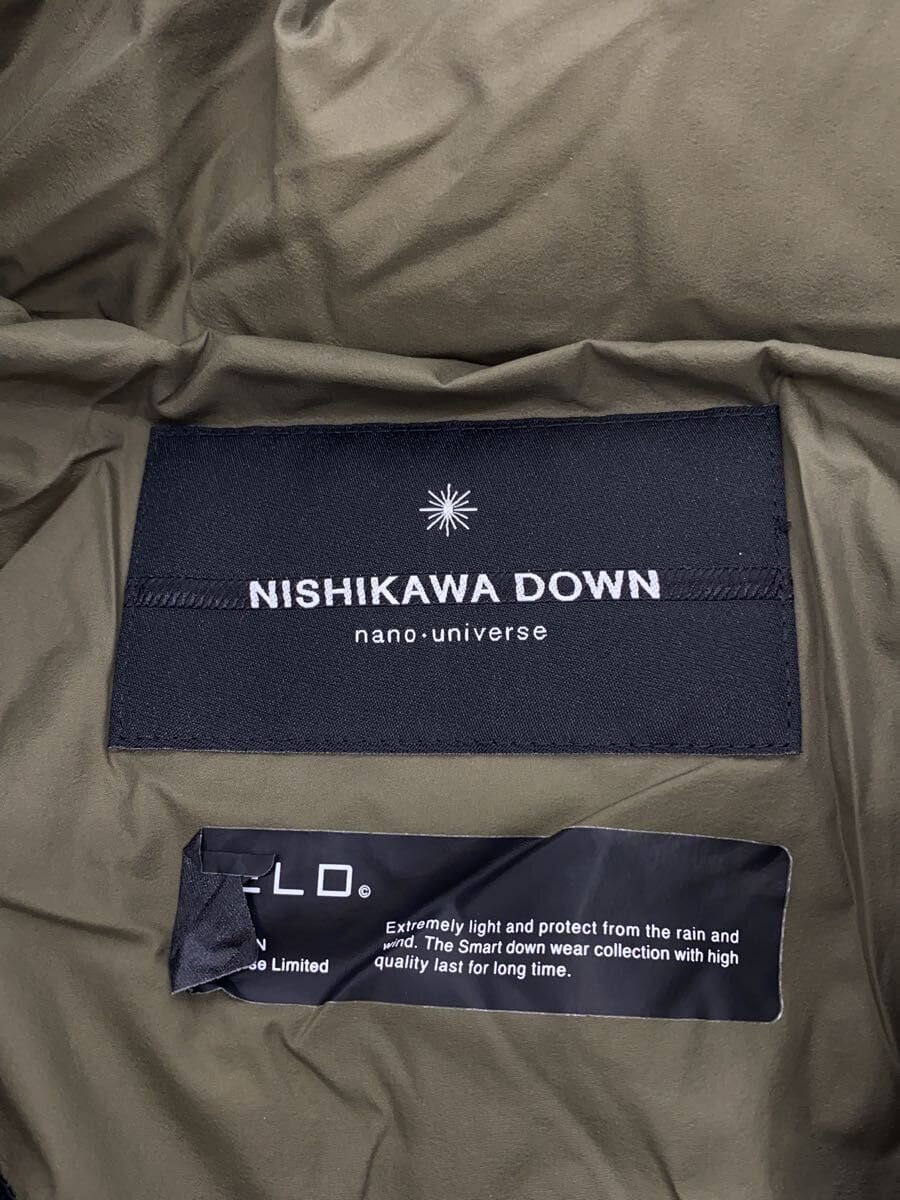 NISHIKAWA DOWN
nano·universe
ELD©
N
se Limited
Extremely light and protect from the rain and
wind. The Smart down wear collection with high
quality last for long time.